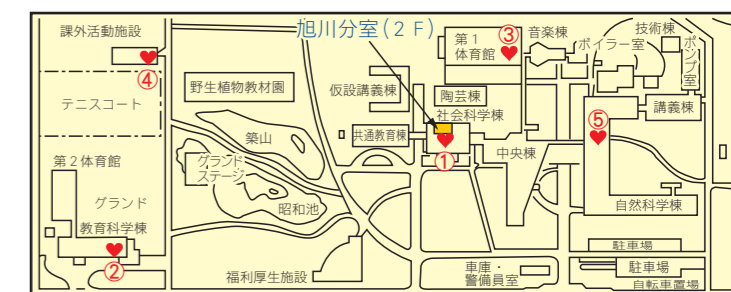 課外活動施設
④
テニスコート
第2体育館
グランド
教育科学棟
②
野生植物教材園
築山
グランド
ステージ
昭和池
福利厚生施設
旭川分室(2F)
仮設講義棟
共通教育棟
陶芸棟
社会科学棟
①
第1
体育館
③
音楽棟
ボイラー室
技術棟
ポンプ室
講義棟
⑤
中央棟
自然科学棟
駐車場
車庫・
警備員室
駐車場
自転車置場